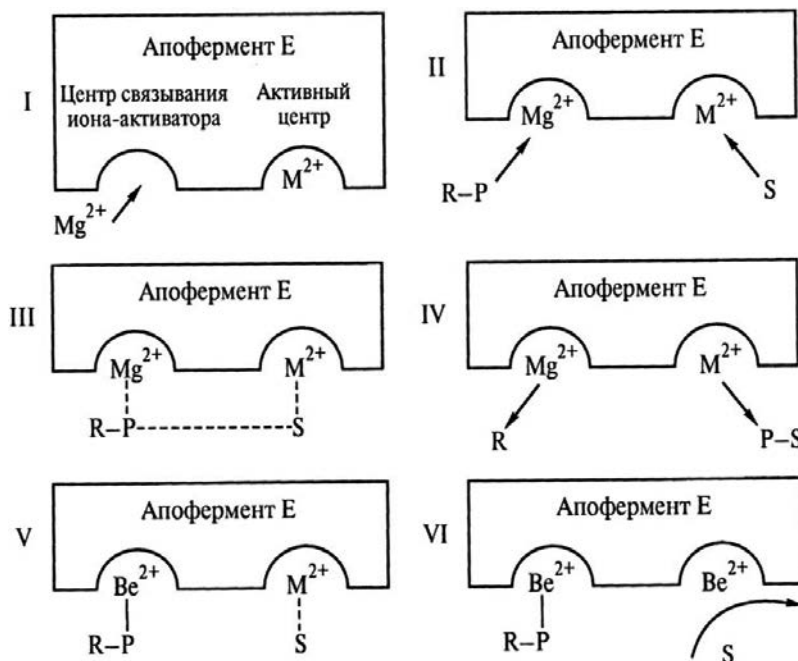 I
Апофермент E
Центр связывания иона-активатора
Активный центр
M²⁺
Mg²⁺
II
Апофермент E
Mg²⁺
M²⁺
R–P
S
III
Апофермент E
Mg²⁺
M²⁺
R–P
S
IV
Апофермент E
Mg²⁺
M²⁺
R
P–S
V
Апофермент E
Be²⁺
M²⁺
R–P
S
VI
Апофермент E
Be²⁺
Be²⁺
R–P
S